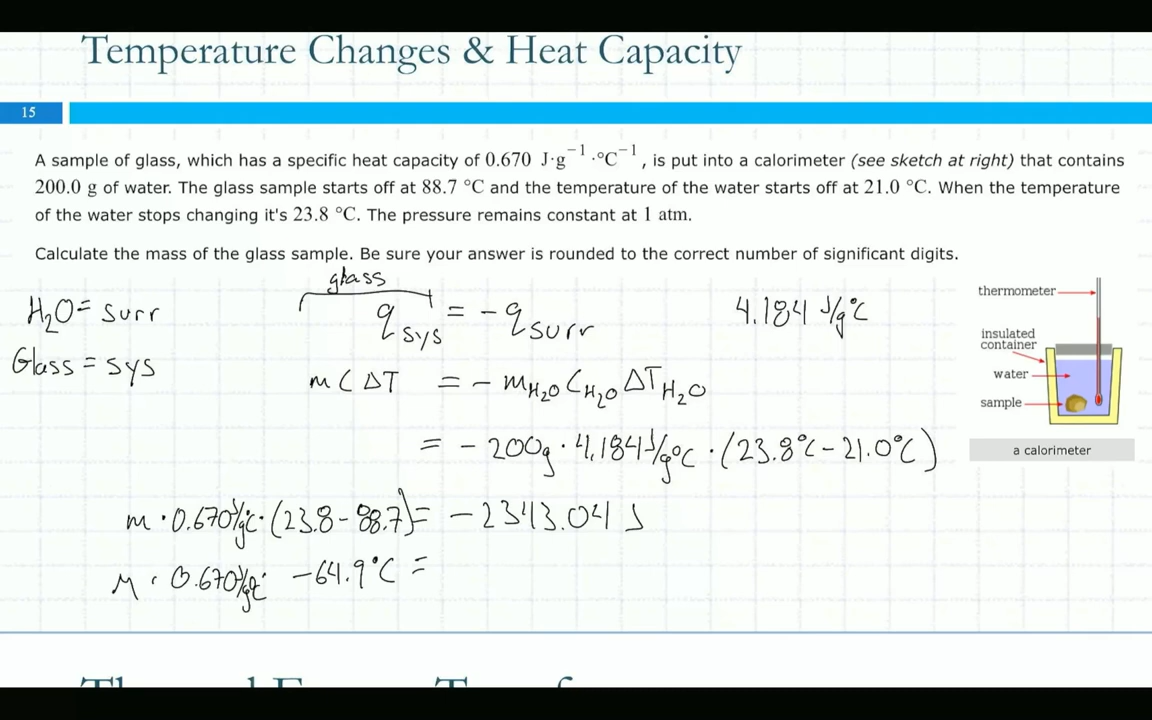 Temperature Changes & Heat Capacity
15
A sample of glass, which has a specific heat capacity of 0.670 J·g⁻¹·°C⁻¹, is put into a calorimeter (see sketch at right) that contains
200.0 g of water. The glass sample starts off at 88.7 °C and the temperature of the water starts off at 21.0 °C. When the temperature
of the water stops changing it's 23.8 °C. The pressure remains constant at 1 atm.
Calculate the mass of the glass sample. Be sure your answer is rounded to the correct number of significant digits.
glass
H₂O = surr
q sys = - q surr
4.184 J/g°C
Glass = sys
m C ΔT = - m H₂O C H₂O ΔT H₂O
= - 200g · 4.184 J/g°C · (23.8°C - 21.0°C)
m · 0.670 J/g°C · (23.8 - 88.7) = - 2343.04 J
m · 0.670 J/g°C -64.9°C =
thermometer
insulated
container
water
sample
a calorimeter